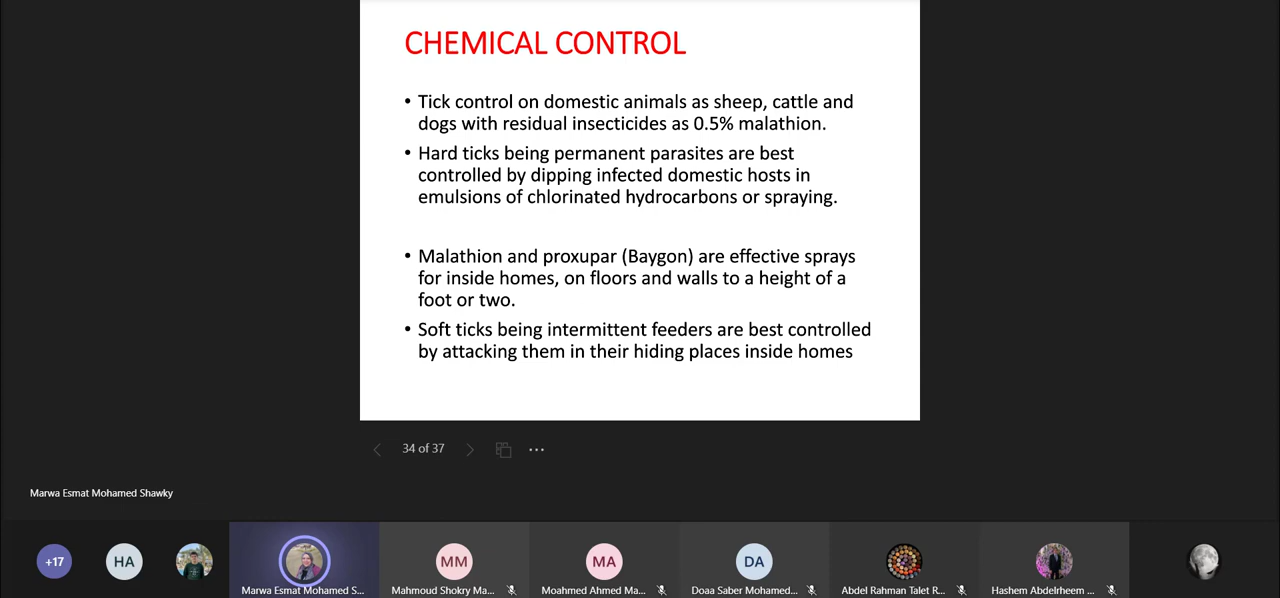 CHEMICAL CONTROL
• Tick control on domestic animals as sheep, cattle and
dogs with residual insecticides as 0.5% malathion.
• Hard ticks being permanent parasites are best
controlled by dipping infected domestic hosts in
emulsions of chlorinated hydrocarbons or spraying.
• Malathion and proxupar (Baygon) are effective sprays
for inside homes, on floors and walls to a height of a
foot or two.
• Soft ticks being intermittent feeders are best controlled
by attacking them in their hiding places inside homes
34 of 37
Marwa Esmat Mohamed Shawky
+17
HA
MM
MA
DA
Marwa Esmat Mohamed S...
Mahmoud Shokry Ma...
Moahmed Ahmed Ma...
Doaa Saber Mohamed...
Abdel Rahman Talet R...
Hashem Abdelrheem ...